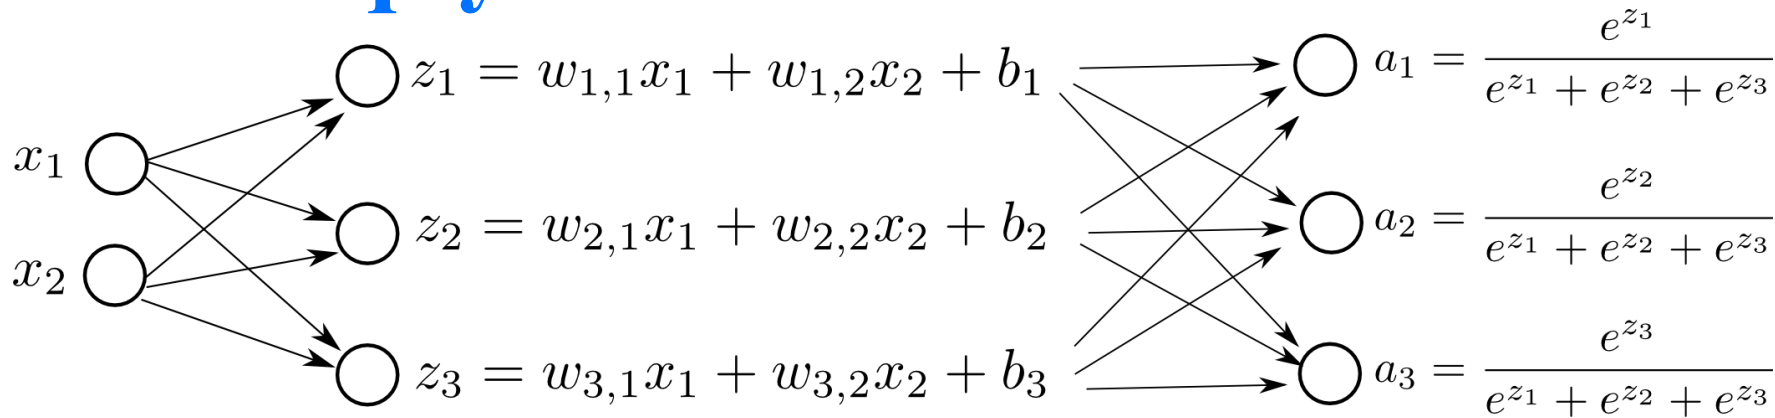 x₁
x₂
z₁ = w₁,₁x₁ + w₁,₂x₂ + b₁
z₂ = w₂,₁x₁ + w₂,₂x₂ + b₂
z₃ = w₃,₁x₁ + w₃,₂x₂ + b₃
a₁ = e^{z₁} / (e^{z₁} + e^{z₂} + e^{z₃})
a₂ = e^{z₂} / (e^{z₁} + e^{z₂} + e^{z₃})
a₃ = e^{z₃} / (e^{z₁} + e^{z₂} + e^{z₃})